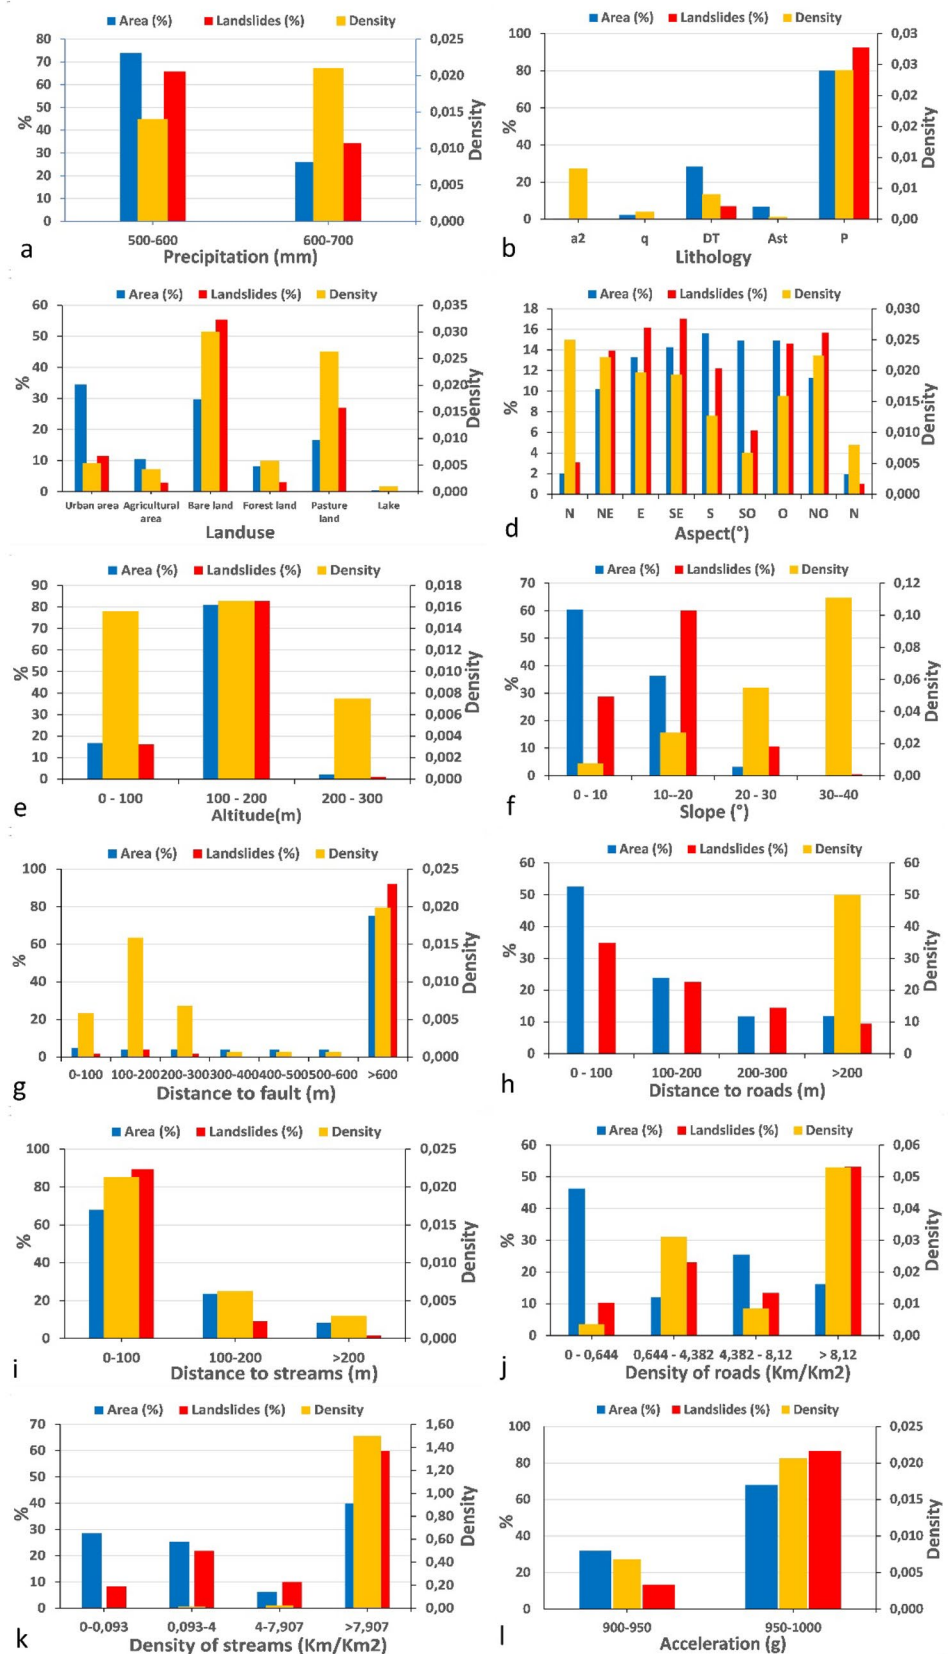 Area (%) Landslides (%) Density
80 70 60 50 40 30 20 10 0
%
0,025 0,020 0,015 0,010 0,005 0,000
Density
500-600 600-700
a Precipitation (mm)
Area (%) Landslides (%) Density
100 80 60 40 20 0
%
0,03 0,03 0,02 0,02 0,01 0,01 0,00
Density
a2 q DT Ast P
b Lithology
Area (%) Landslides (%) Density
60 50 40 30 20 10 0
%
0,035 0,030 0,025 0,020 0,015 0,010 0,005 0,000
Density
Urban area Agricultural area Bare land Forest land Pasture land Lake
c Landuse
Area (%) Landslides (%) Density
18 16 14 12 10 8 6 4 2 0
%
0,030 0,025 0,020 0,015 0,010 0,005 0,000
Density
N NE E SE S SO O NO N
d Aspect(°)
Area (%) Landslides (%) Density
90 80 70 60 50 40 30 20 10 0
%
0,018 0,016 0,014 0,012 0,010 0,008 0,006 0,004 0,002 0,000
Density
0 - 100 100 - 200 200 - 300
e Altitude(m)
Area (%) Landslides (%) Density
70 60 50 40 30 20 10 0
%
0,12 0,10 0,08 0,06 0,04 0,02 0,00
Density
0 - 10 10--20 20 - 30 30--40
f Slope (°)
Area (%) Landslides (%) Density
100 80 60 40 20 0
%
0,025 0,020 0,015 0,010 0,005 0,000
Density
0-100 100-200 200-300 300-400 400-500 500-600 >600
g Distance to fault (m)
Area (%) Landslides (%) Density
60 50 40 30 20 10 0
%
60 50 40 30 20 10 0
Density
0 - 100 100-200 200-300 >200
h Distance to roads (m)
Area (%) Landslides (%) Density
100 80 60 40 20 0
%
0,025 0,020 0,015 0,010 0,005 0,000
Density
0-100 100-200 >200
i Distance to streams (m)
Area (%) Landslides (%) Density
60 50 40 30 20 10 0
%
0,06 0,05 0,04 0,03 0,02 0,01 0,00
Density
0 - 0,644 0,644 - 4,382 4,382 - 8,12 > 8,12
j Density of roads (Km/Km2)
Area (%) Landslides (%) Density
70 60 50 40 30 20 10 0
%
1,60 1,40 1,20 1,00 0,80 0,60 0,40 0,20 0,00
Density
0-0,093 0,093-4 4-7,907 >7,907
k Density of streams (Km/Km2)
Area (%) Landslides (%) Density
100 80 60 40 20 0
%
0,025 0,020 0,015 0,010 0,005 0,000
Density
900-950 950-1000
l Acceleration (g)